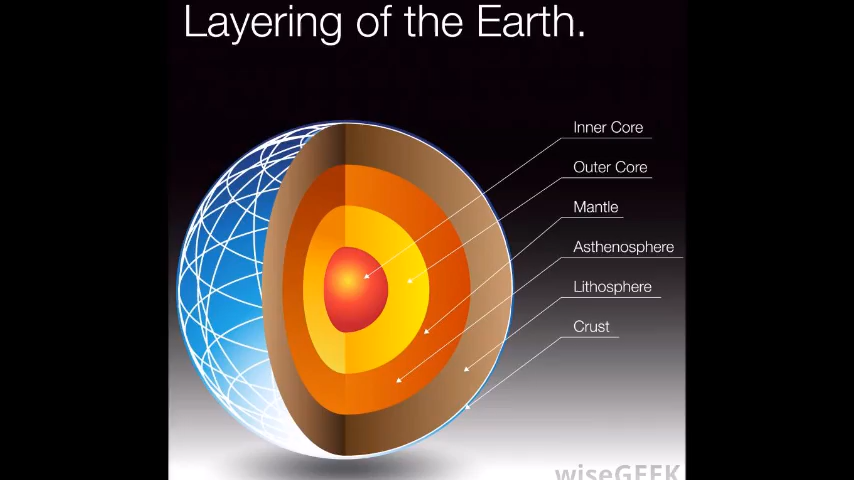 Layering of the Earth.
Inner Core
Outer Core
Mantle
Asthenosphere
Lithosphere
Crust
wiseGEEK